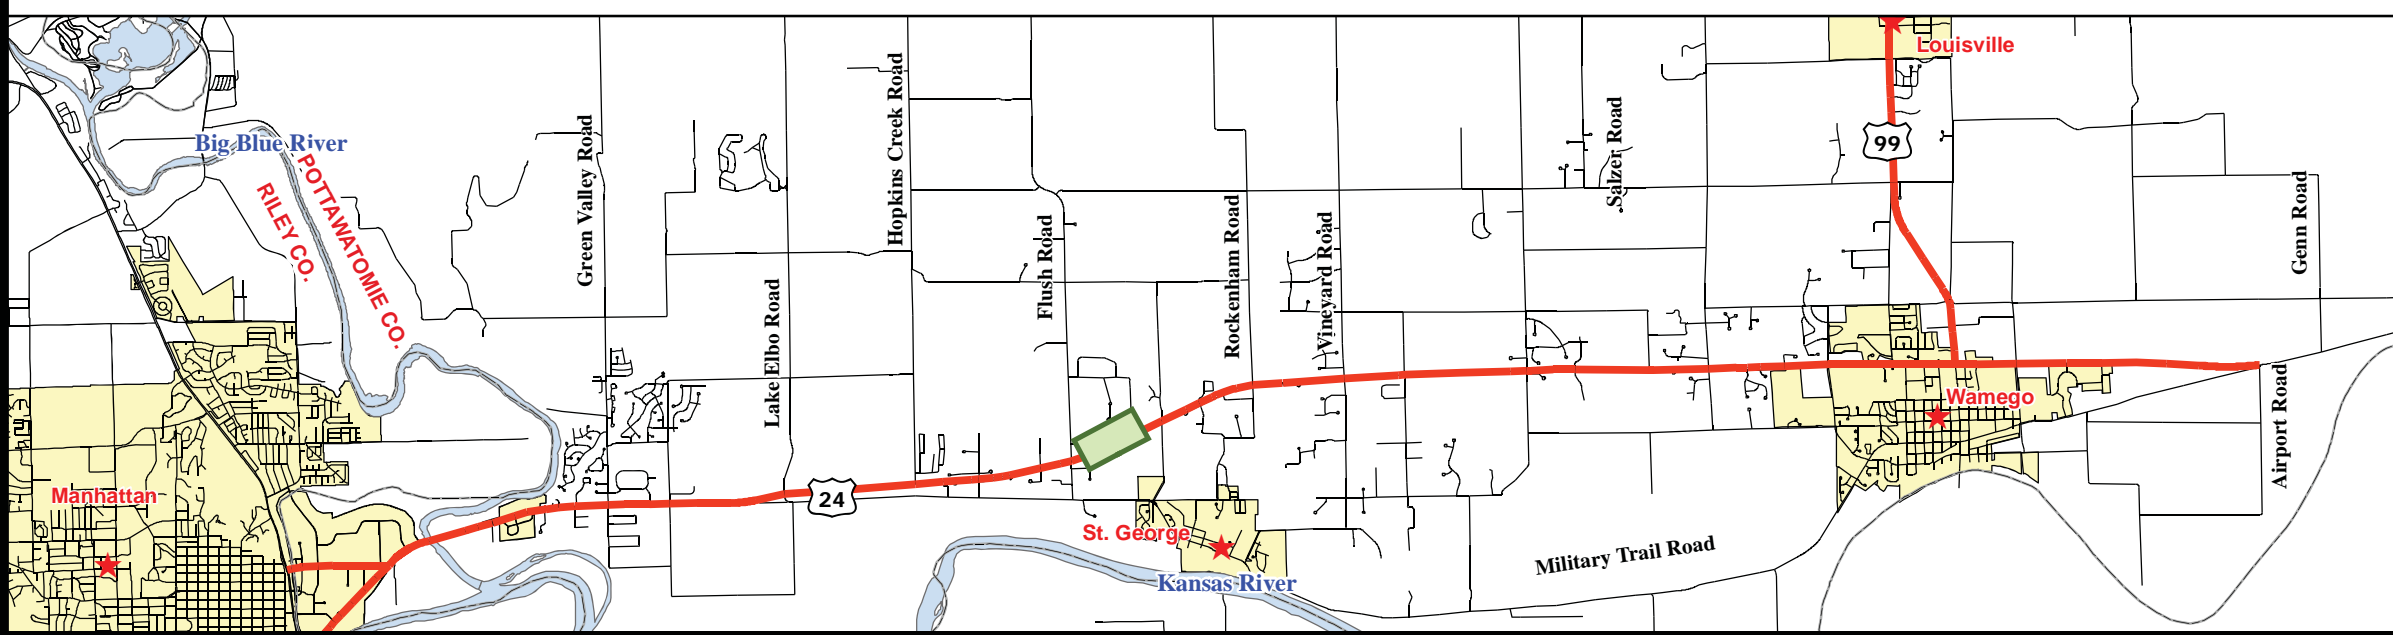 Louisville
99
Big Blue River
POTTAWATOMIE CO.
RILEY CO.
Green Valley Road
Hopkins Creek Road
Salzer Road
Genn Road
Flush Road
Rockenham Road
Vineyard Road
Lake Elbo Road
Wamego
Airport Road
Manhattan
24
St. George
Military Trail Road
Kansas River